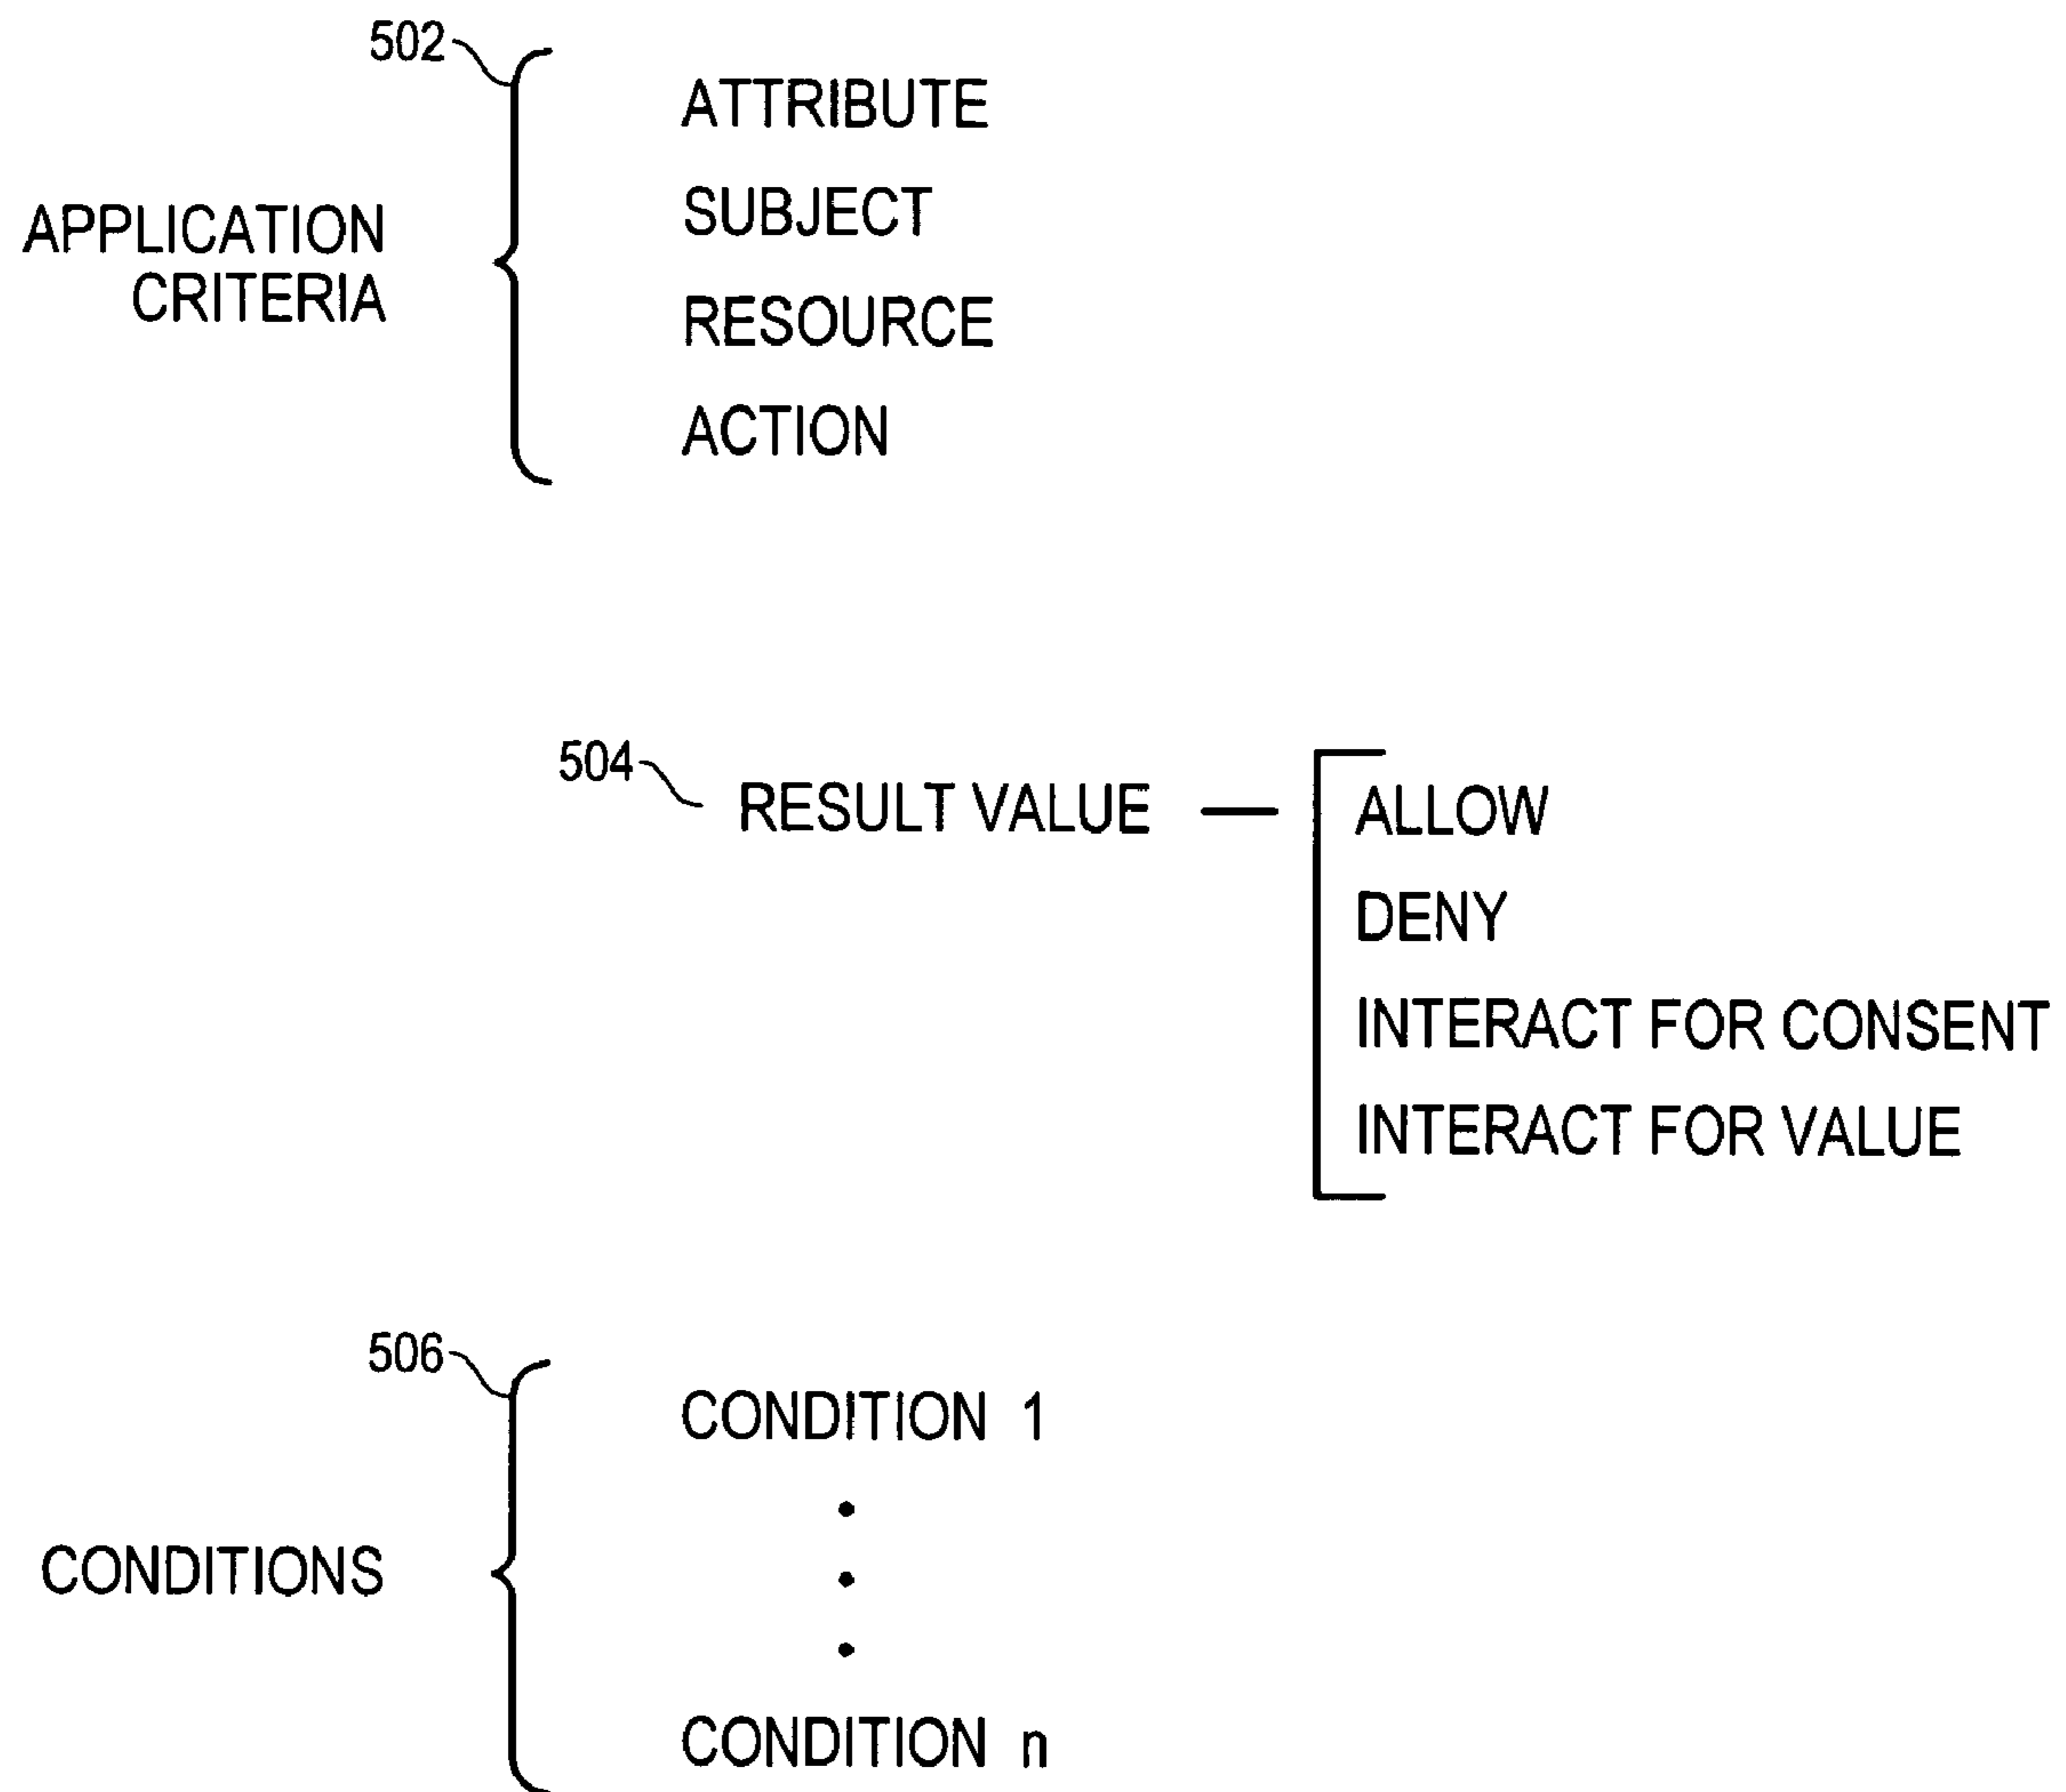 502
ATTRIBUTE
SUBJECT
APPLICATION
CRITERIA
RESOURCE
ACTION
504
RESULT VALUE
ALLOW
DENY
INTERACT FOR CONSENT
INTERACT FOR VALUE
506
CONDITION 1
CONDITIONS
CONDITION n